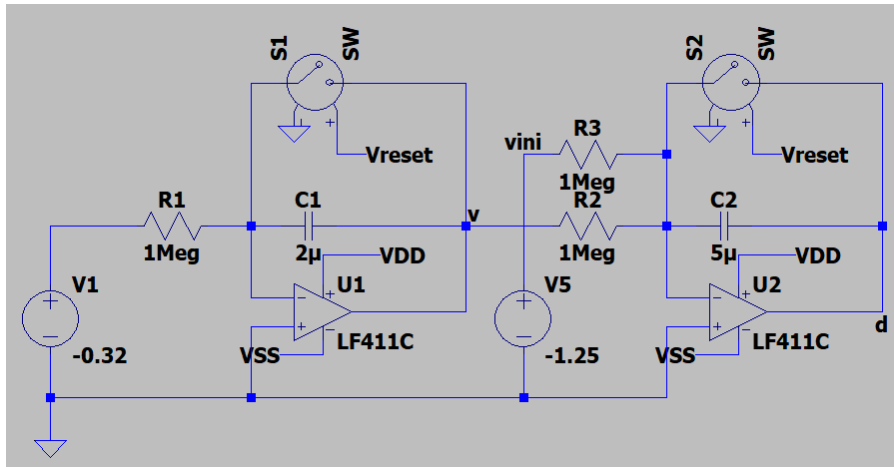 S1
SW
S2
SW
Vreset
Vreset
vini
R3
1Meg
R1
1Meg
C1
2µ
v
R2
1Meg
C2
5µ
VDD
VDD
V1
-0.32
U1
LF411C
VSS
V5
-1.25
U2
LF411C
VSS
d